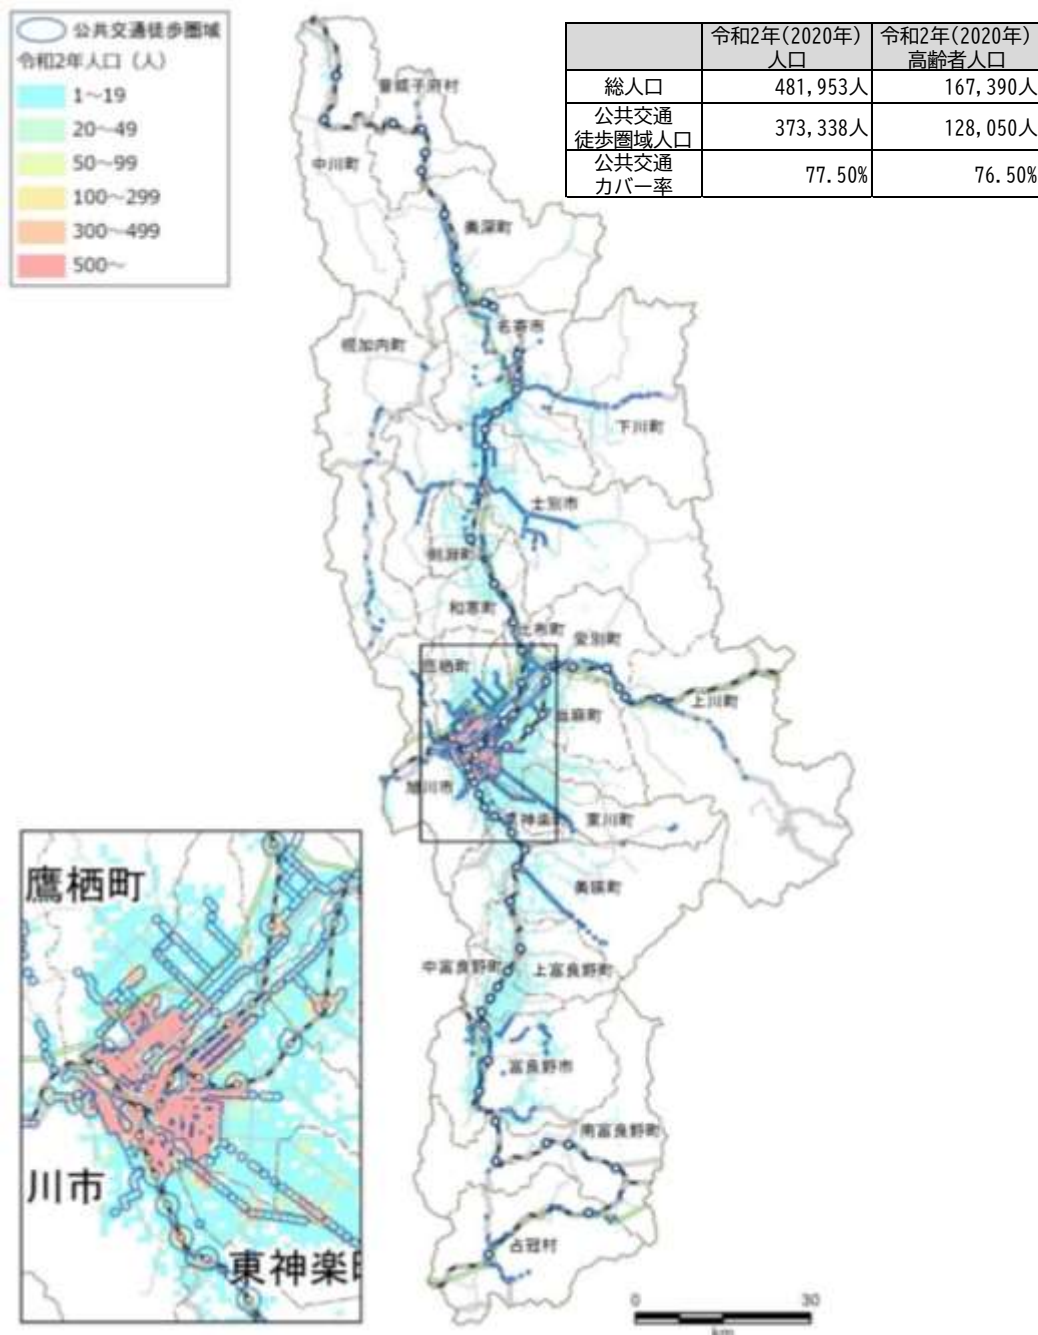 公共交通徒歩圏域
令和2年人口（人）
1～19
20～49
50～99
100～299
300～499
500～
令和2年(2020年)
人口
令和2年(2020年)
高齢者人口
総人口
481,953人
167,390人
公共交通
徒歩圏域人口
373,338人
128,050人
公共交通
カバー率
77.50%
76.50%
音威子府村
中川町
美深町
名寄市
幌加内町
下川町
士別市
剣淵町
和寒町
比布町
愛別町
鷹栖町
上川町
当麻町
旭川市
東神楽
東川町
美瑛町
中富良野町
上富良野町
富良野市
南富良野町
占冠村
鷹栖町
川市
東神楽
0
30
km